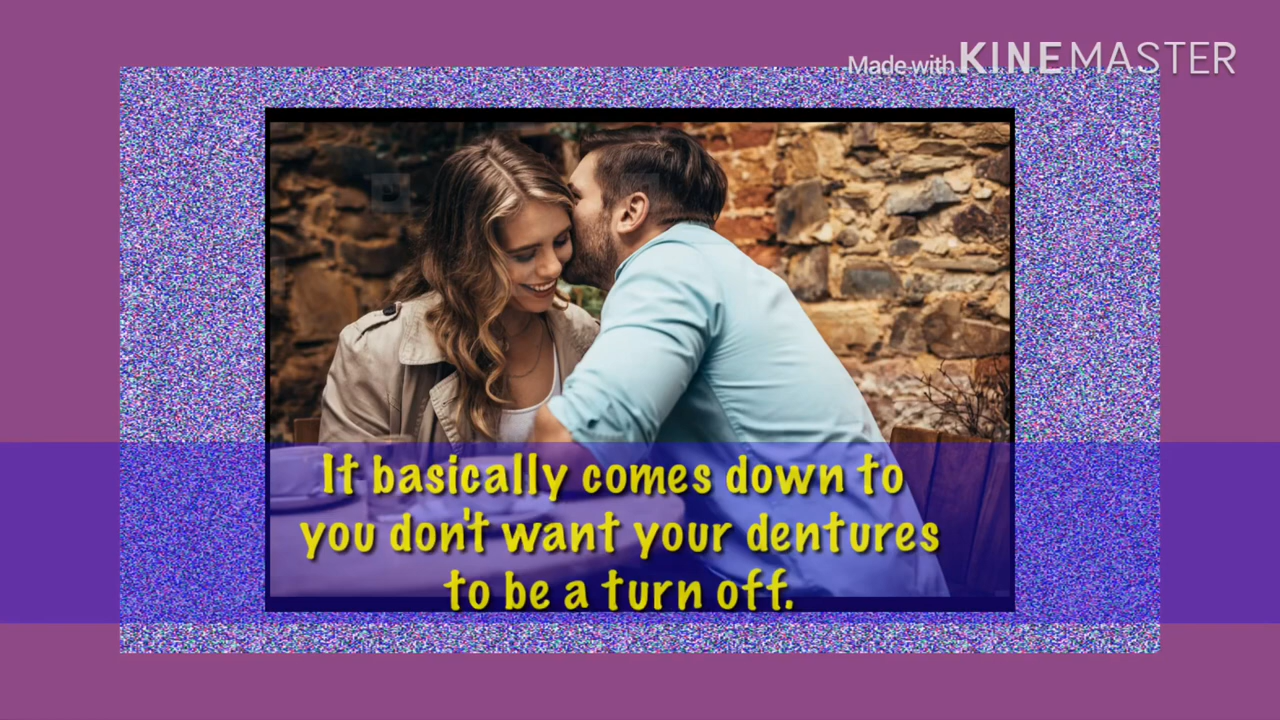 Made with KINEMASTER
It basically comes down to
you don't want your dentures
to be a turn off.